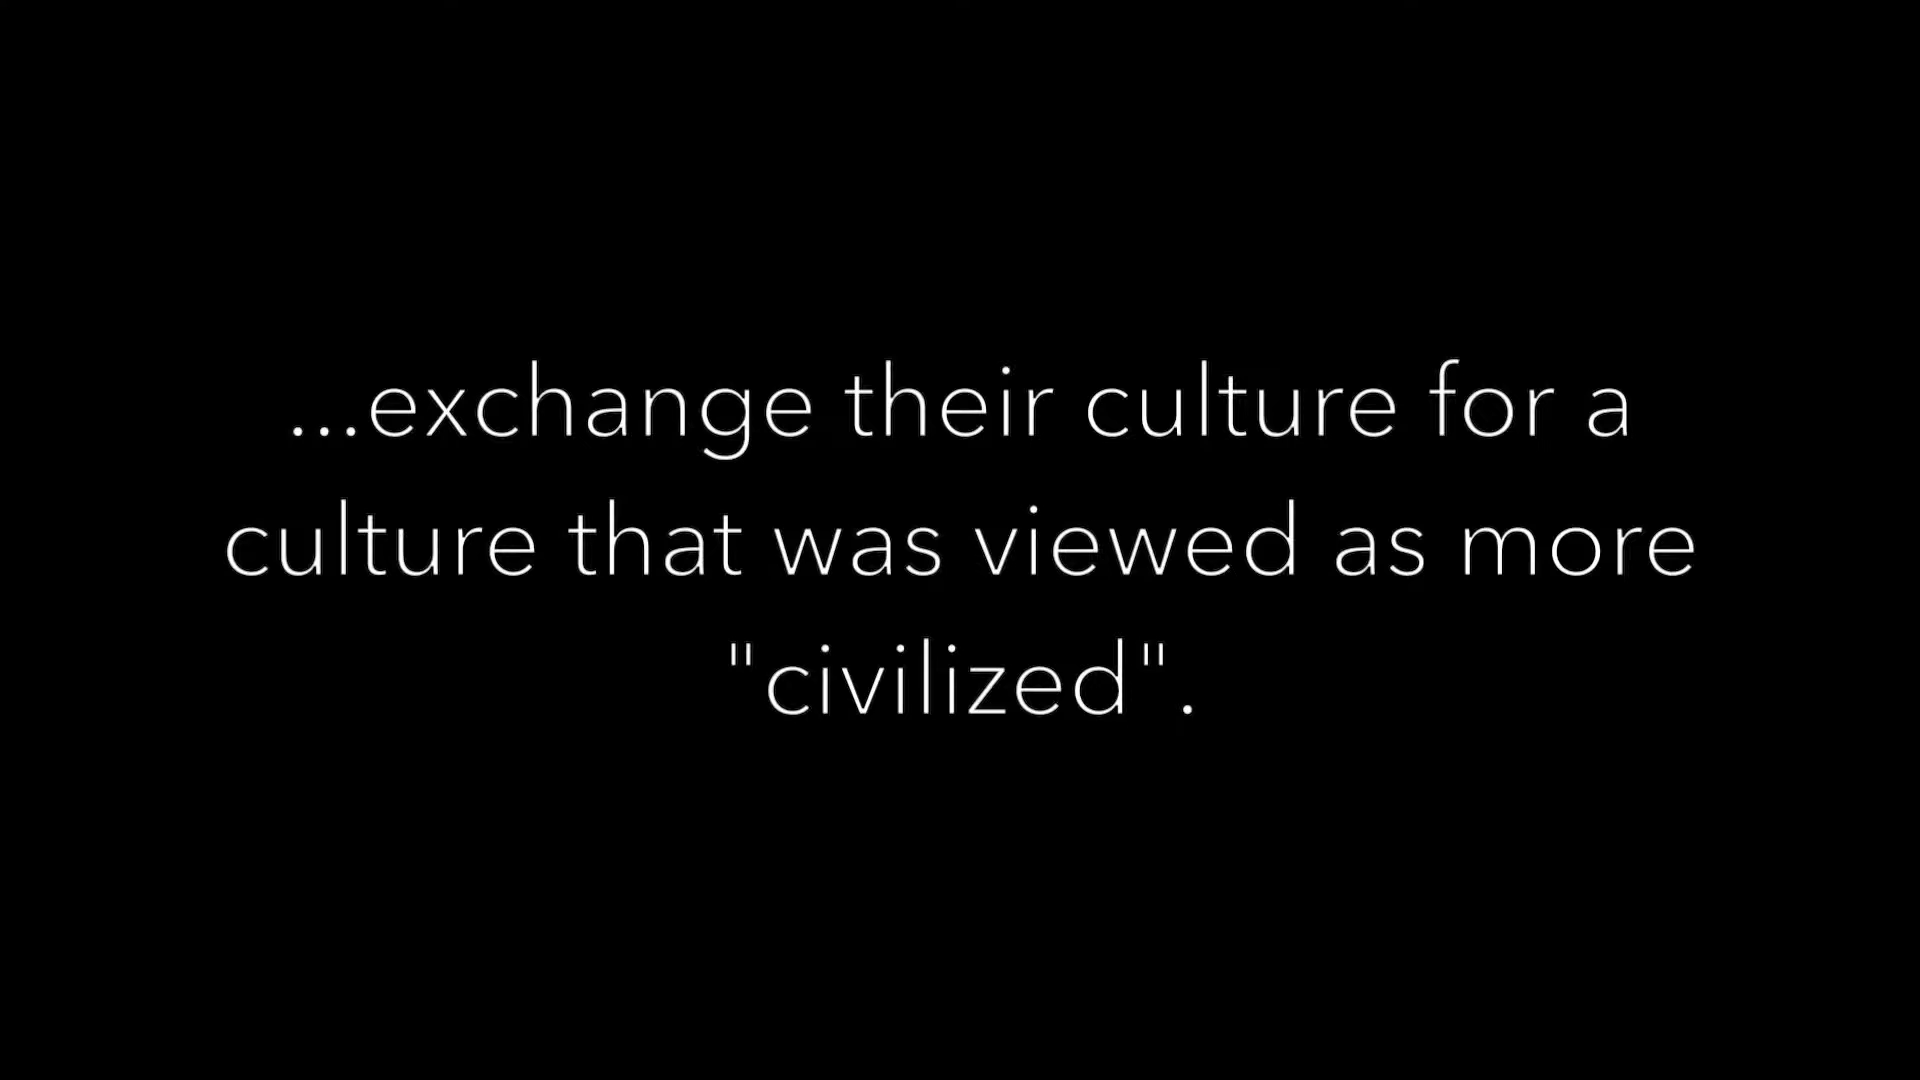 ...exchange their culture for a
culture that was viewed as more
"civilized".